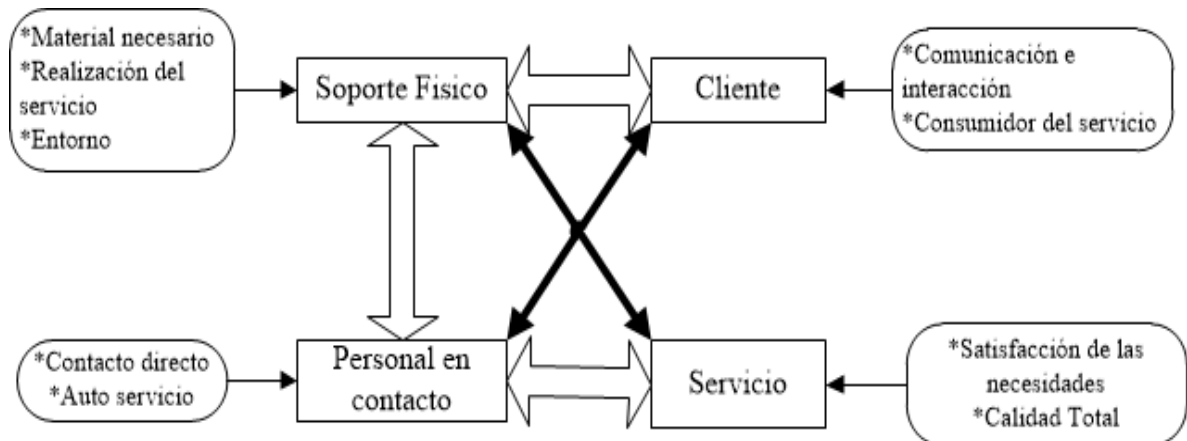 *Material necesario
*Realización del
servicio
*Entorno
Soporte Fisico
Cliente
*Comunicación e
interacción
*Consumidor del servicio
*Contacto directo
*Auto servicio
Personal en
contacto
Servicio
*Satisfacción de las
necesidades
*Calidad Total